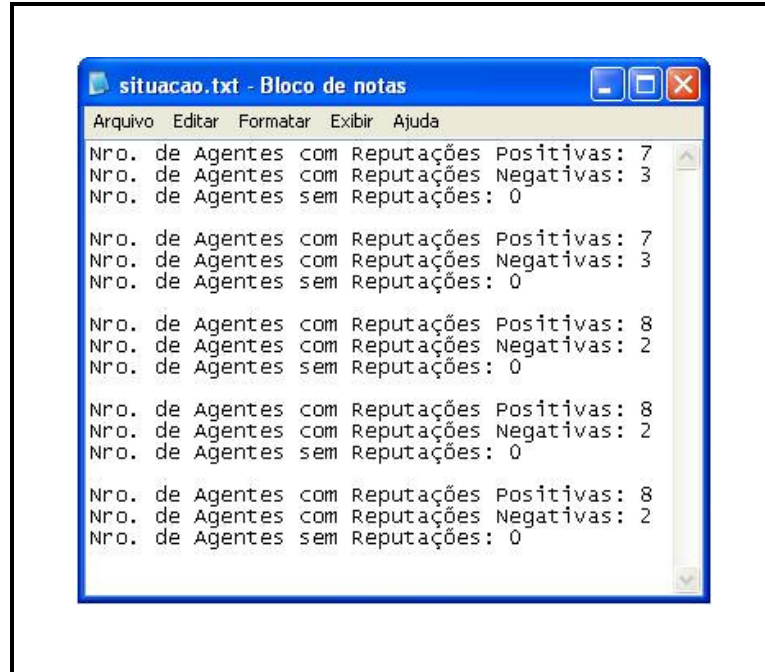 situacao.txt - Bloco de notas
Arquivo Editar Formatar Exibir Ajuda
Nro. de Agentes com Reputações Positivas: 7
Nro. de Agentes com Reputações Negativas: 3
Nro. de Agentes sem Reputações: 0
Nro. de Agentes com Reputações Positivas: 7
Nro. de Agentes com Reputações Negativas: 3
Nro. de Agentes sem Reputações: 0
Nro. de Agentes com Reputações Positivas: 8
Nro. de Agentes com Reputações Negativas: 2
Nro. de Agentes sem Reputações: 0
Nro. de Agentes com Reputações Positivas: 8
Nro. de Agentes com Reputações Negativas: 2
Nro. de Agentes sem Reputações: 0
Nro. de Agentes com Reputações Positivas: 8
Nro. de Agentes com Reputações Negativas: 2
Nro. de Agentes sem Reputações: 0